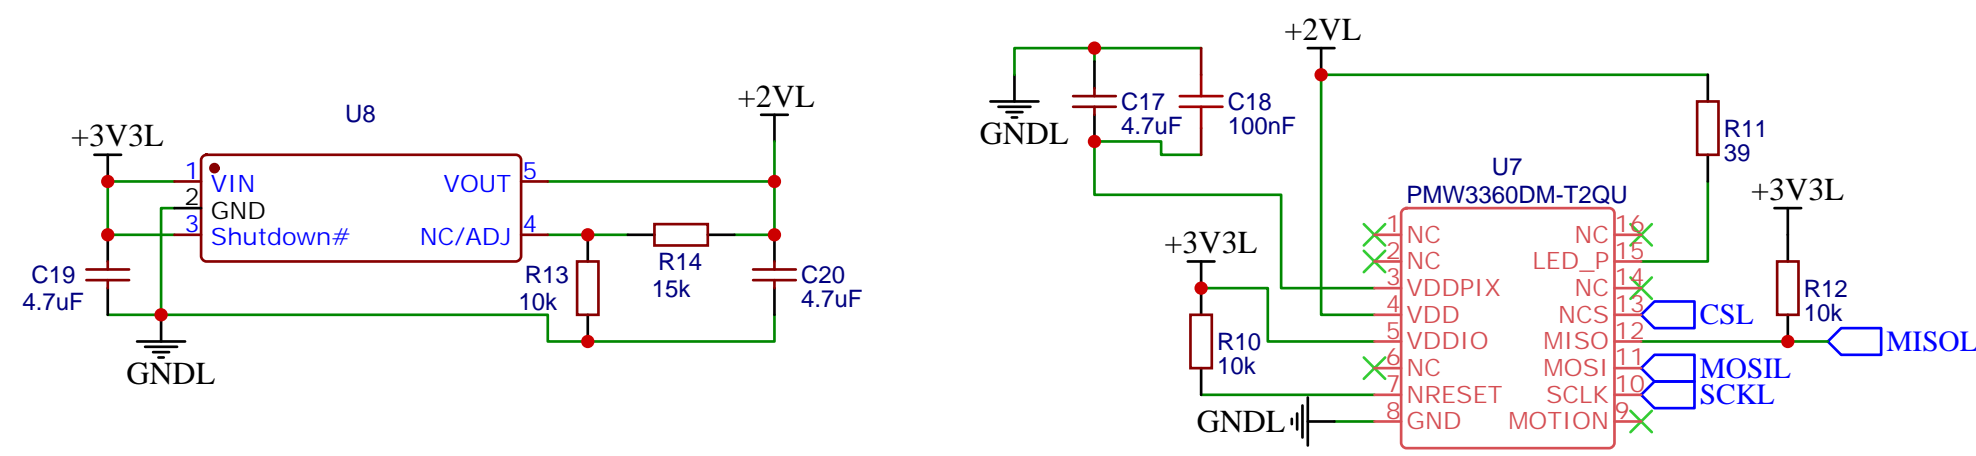 U8
+3V3L
+2VL
1
VIN
VOUT
5
2
GND
3
Shutdown#
NC/ADJ
4
C19
4.7uF
R13
10k
R14
15k
C20
4.7uF
GNDL
+2VL
GNDL
C17
4.7uF
C18
100nF
R11
39
U7
PMW3360DM-T2QU
+3V3L
+3V3L
1
NC
NC
16
2
NC
LED_P
15
3
VDDPIX
NC
14
4
VDD
NCS
13
CSL
5
VDDIO
MISO
12
MISOL
6
NC
MOSI
11
MOSIL
7
NRESET
SCLK
10
SCKL
8
GND
MOTION
9
R10
10k
R12
10k
GNDL